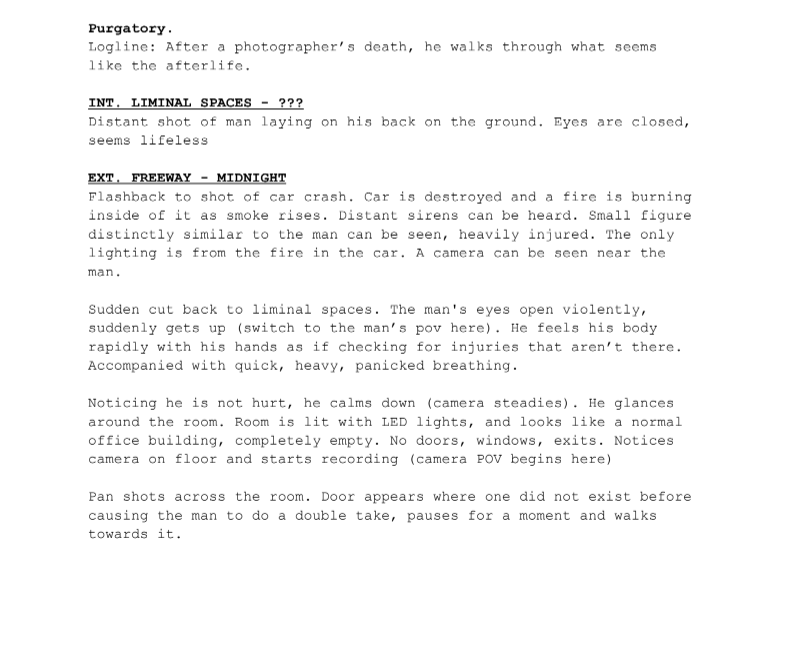 Purgatory.
Logline: After a photographer’s death, he walks through what seems
like the afterlife.
INT. LIMINAL SPACES - ???
Distant shot of man laying on his back on the ground. Eyes are closed,
seems lifeless
EXT. FREEWAY - MIDNIGHT
Flashback to shot of car crash. Car is destroyed and a fire is burning
inside of it as smoke rises. Distant sirens can be heard. Small figure
distinctly similar to the man can be seen, heavily injured. The only
lighting is from the fire in the car. A camera can be seen near the
man.
Sudden cut back to liminal spaces. The man's eyes open violently,
suddenly gets up (switch to the man’s pov here). He feels his body
rapidly with his hands as if checking for injuries that aren’t there.
Accompanied with quick, heavy, panicked breathing.
Noticing he is not hurt, he calms down (camera steadies). He glances
around the room. Room is lit with LED lights, and looks like a normal
office building, completely empty. No doors, windows, exits. Notices
camera on floor and starts recording (camera POV begins here)
Pan shots across the room. Door appears where one did not exist before
causing the man to do a double take, pauses for a moment and walks
towards it.